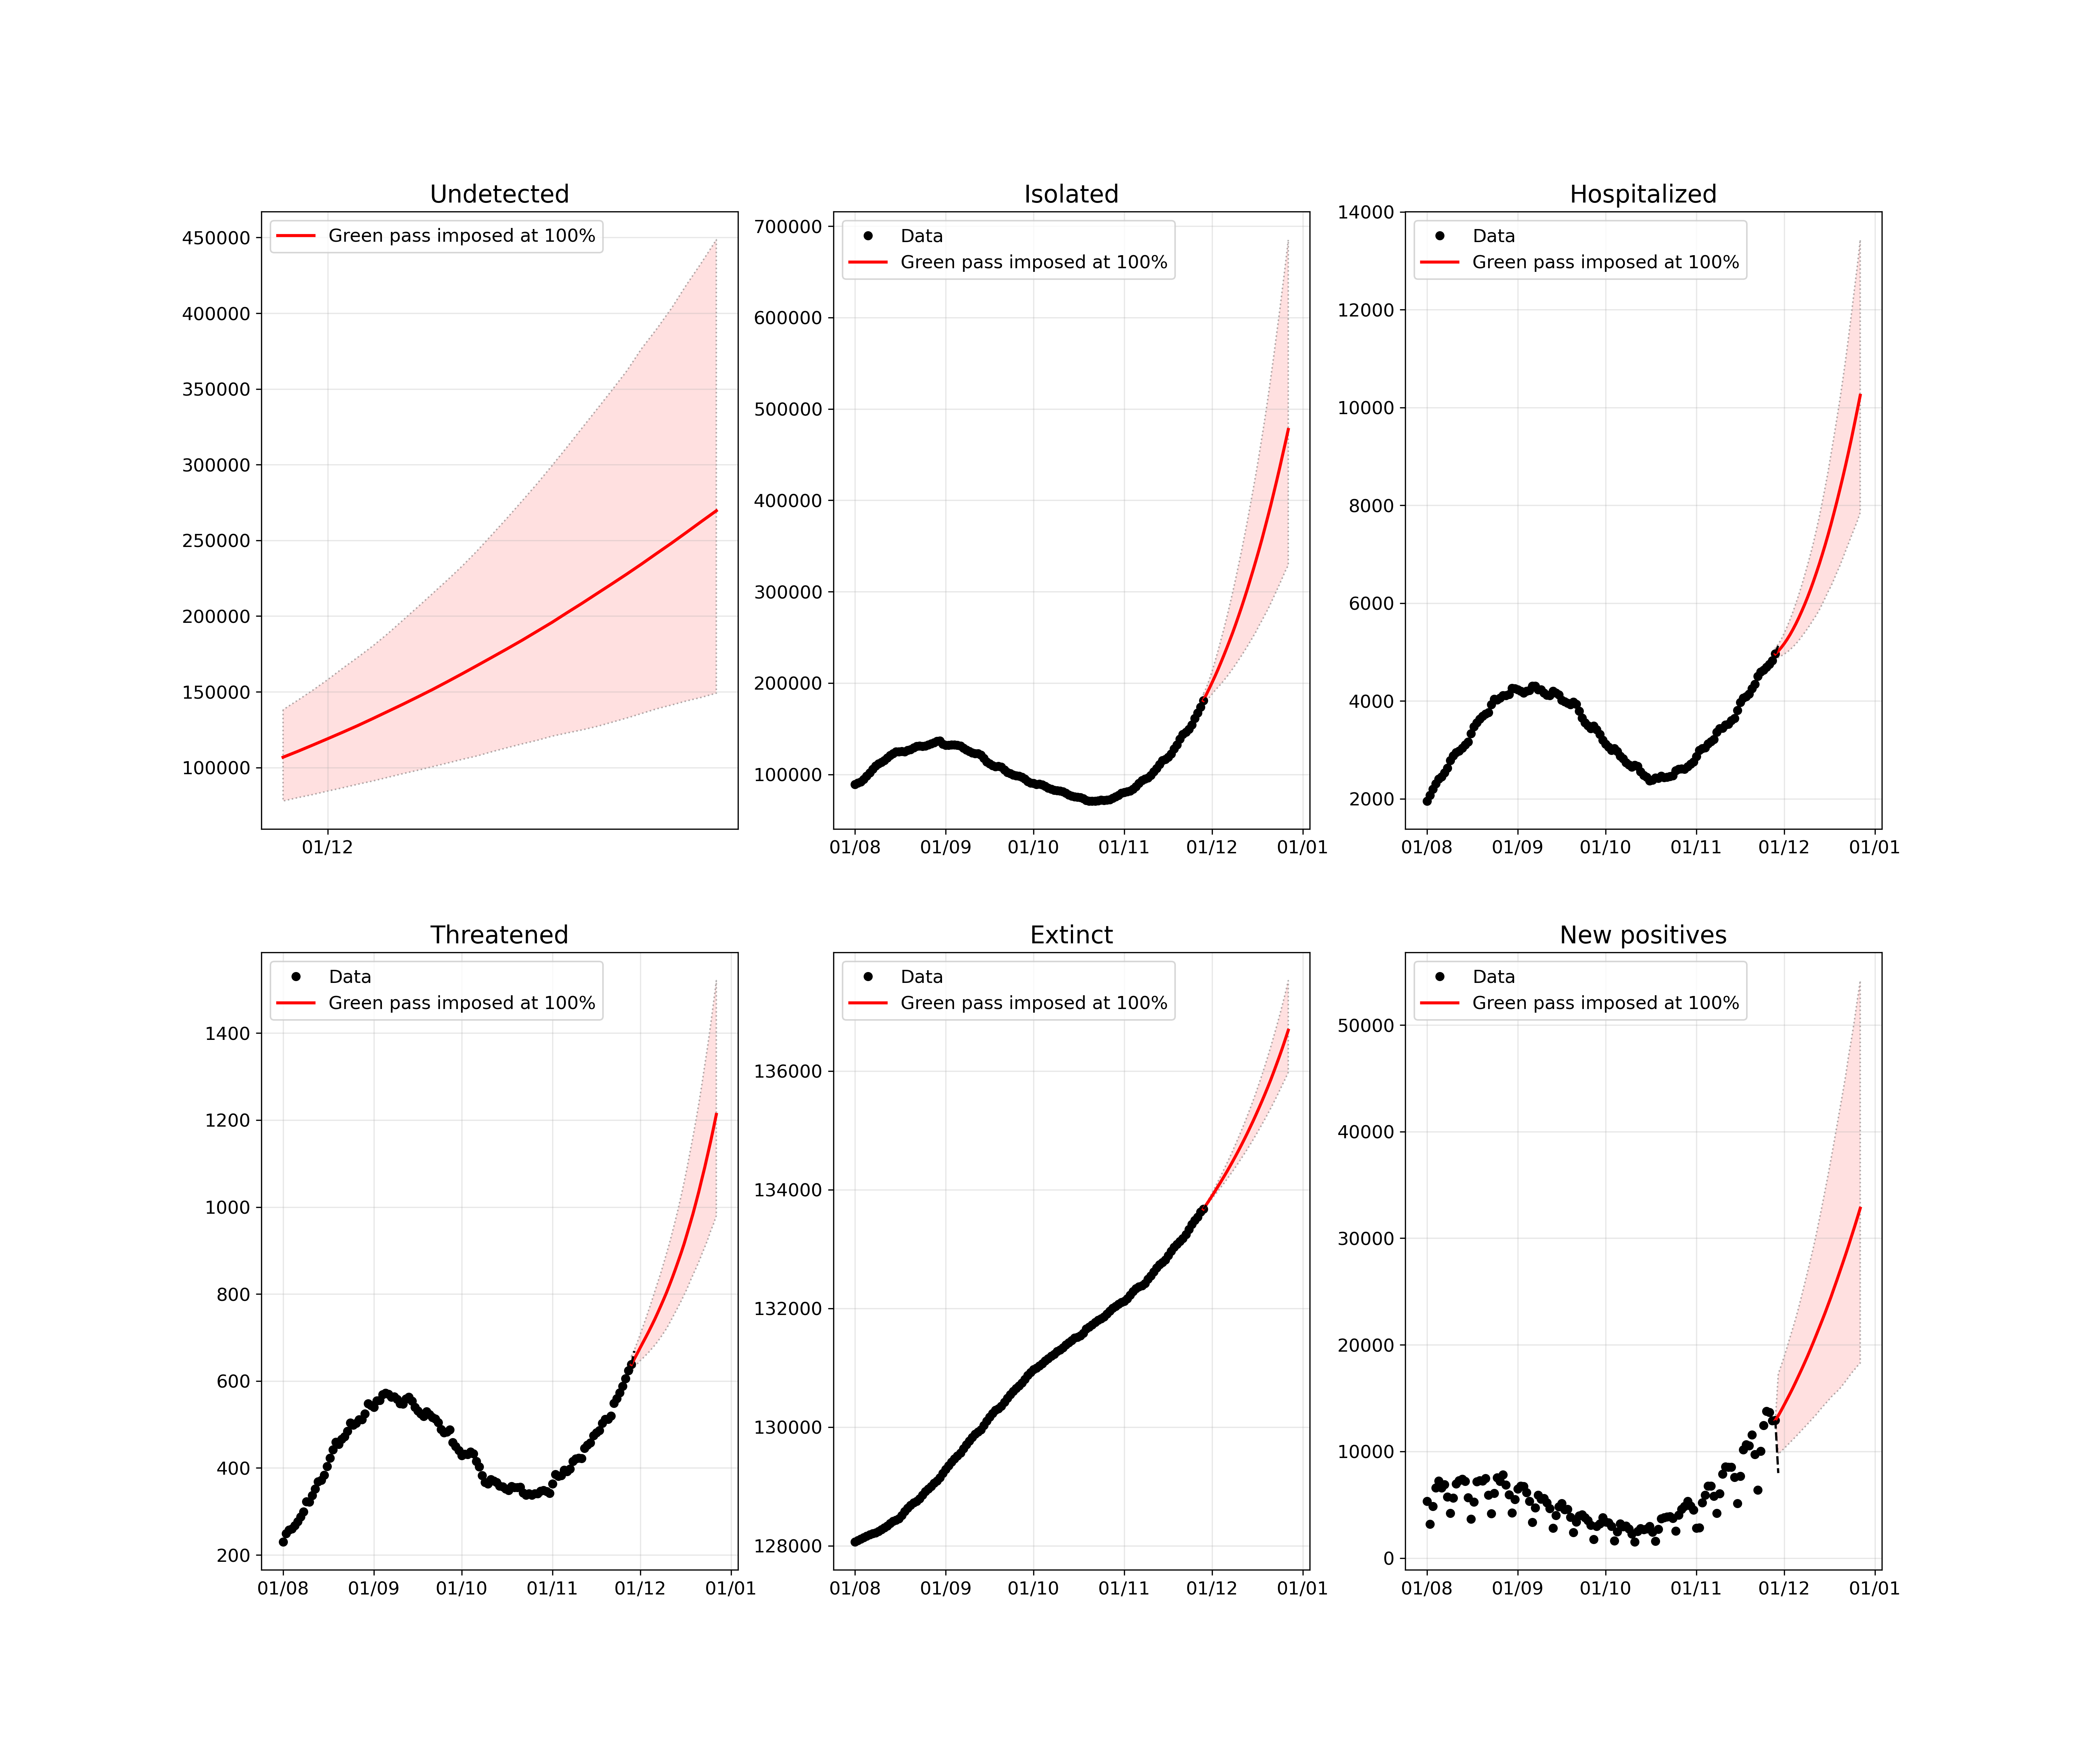 Undetected
Green pass imposed at 100%
450000
400000
350000
300000
250000
200000
150000
100000
01/12
Isolated
Data
Green pass imposed at 100%
700000
600000
500000
400000
300000
200000
100000
01/08 01/09 01/10 01/11 01/12 01/01
Hospitalized
Data
Green pass imposed at 100%
14000
12000
10000
8000
6000
4000
2000
01/08 01/09 01/10 01/11 01/12 01/01
Threatened
Data
Green pass imposed at 100%
1400
1200
1000
800
600
400
200
01/08 01/09 01/10 01/11 01/12 01/01
Extinct
Data
Green pass imposed at 100%
136000
134000
132000
130000
128000
01/08 01/09 01/10 01/11 01/12 01/01
New positives
Data
Green pass imposed at 100%
50000
40000
30000
20000
10000
0
01/08 01/09 01/10 01/11 01/12 01/01